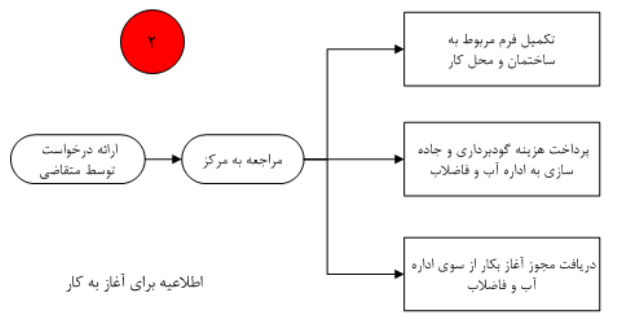 ۲
تکمیل فرم مربوط به
ساختمان و محل کار
ارائه درخواست
توسط متقاضی
مراجعه به مرکز
پرداخت هزینه گودبرداری و جاده
سازی به اداره آب و فاضلاب
دریافت مجوز آغاز بکار از سوی اداره
آب و فاضلاب
اطلاعیه برای آغاز به کار